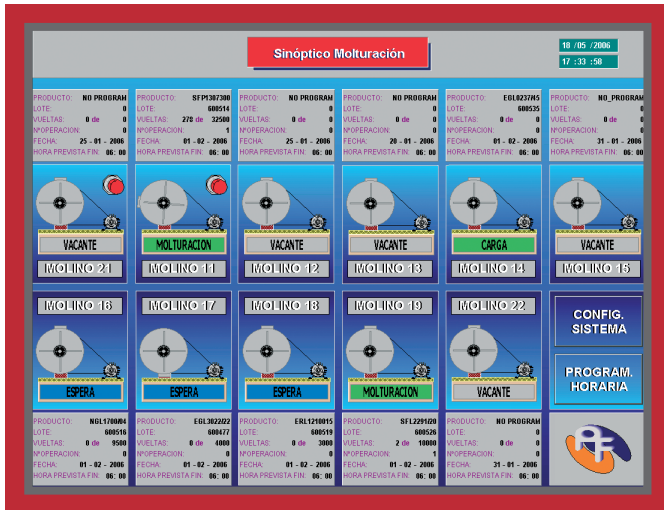 Sinóptico Molturación
18 /05 /2006
17 :33 :58
PRODUCTO: NO PROGRAM
LOTE: 0
VUELTAS: 0 de 0
NºOPERACION: 0
FECHA: 25 - 01 - 2006
HORA PREVISTA FIN: 06: 00
PRODUCTO: SFP1307300
LOTE: 600514
VUELTAS: 278 de 32500
NºOPERACION: 1
FECHA: 01 - 02 - 2006
HORA PREVISTA FIN: 06: 00
PRODUCTO: NO PROGRAM
LOTE: 0
VUELTAS: 0 de 0
NºOPERACION: 0
FECHA: 25 - 01 - 2006
HORA PREVISTA FIN: 06: 00
PRODUCTO: NO PROGRAM
LOTE: 0
VUELTAS: 0 de 0
NºOPERACION: 0
FECHA: 20 - 01 - 2006
HORA PREVISTA FIN: 06: 00
PRODUCTO: EGL0237/45
LOTE: 600535
VUELTAS: 0 de 0
NºOPERACION: 0
FECHA: 01 - 02 - 2006
HORA PREVISTA FIN: 06: 00
PRODUCTO: NO_PROGRAM
LOTE: 0
VUELTAS: 0 de 0
NºOPERACION: 0
FECHA: 31 - 01 - 2006
HORA PREVISTA FIN: 06: 00
VACANTE
MOLTURACION
VACANTE
VACANTE
CARGA
VACANTE
MOLINO 21
MOLINO 11
MOLINO 12
MOLINO 13
MOLINO 14
MOLINO 15
MOLINO 16
MOLINO 17
MOLINO 18
MOLINO 19
MOLINO 22
CONFIG.
SISTEMA
PROGRAM.
HORARIA
ESPERA
ESPERA
ESPERA
MOLTURACION
VACANTE
PRODUCTO: NGL1700/04
LOTE: 600516
VUELTAS: 0 de 9500
NºOPERACION: 0
FECHA: 01 - 02 - 2006
HORA PREVISTA FIN: 06: 00
PRODUCTO: EGL3022/22
LOTE: 600477
VUELTAS: 0 de 4000
NºOPERACION: 0
FECHA: 01 - 02 - 2006
HORA PREVISTA FIN: 06: 00
PRODUCTO: ERL1210015
LOTE: 600519
VUELTAS: 0 de 3000
NºOPERACION: 0
FECHA: 01 - 02 - 2006
HORA PREVISTA FIN: 06: 00
PRODUCTO: SFL2291/20
LOTE: 600526
VUELTAS: 2 de 10000
NºOPERACION: 1
FECHA: 01 - 02 - 2006
HORA PREVISTA FIN: 06: 00
PRODUCTO: NO PROGRAM
LOTE: 0
VUELTAS: 0 de 0
NºOPERACION: 0
FECHA: 31 - 01 - 2006
HORA PREVISTA FIN: 06: 00